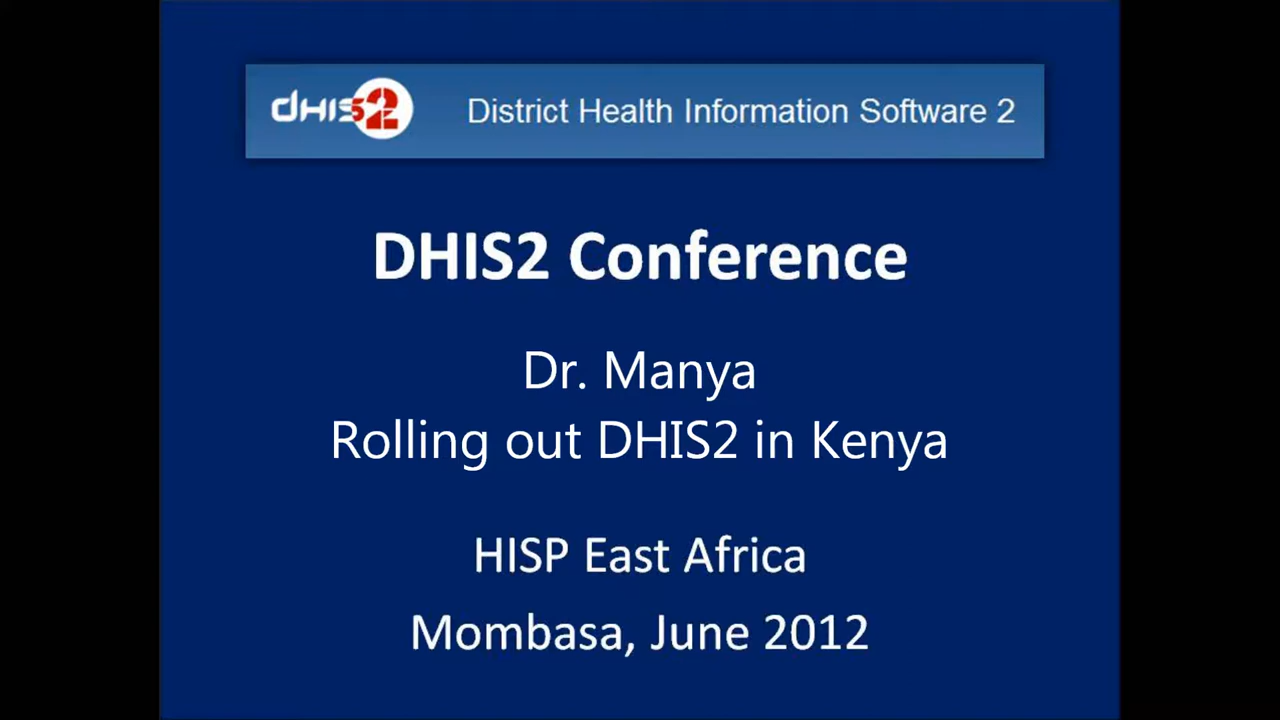 dHIS2 District Health Information Software 2
DHIS2 Conference
Dr. Manya
Rolling out DHIS2 in Kenya
HISP East Africa
Mombasa, June 2012